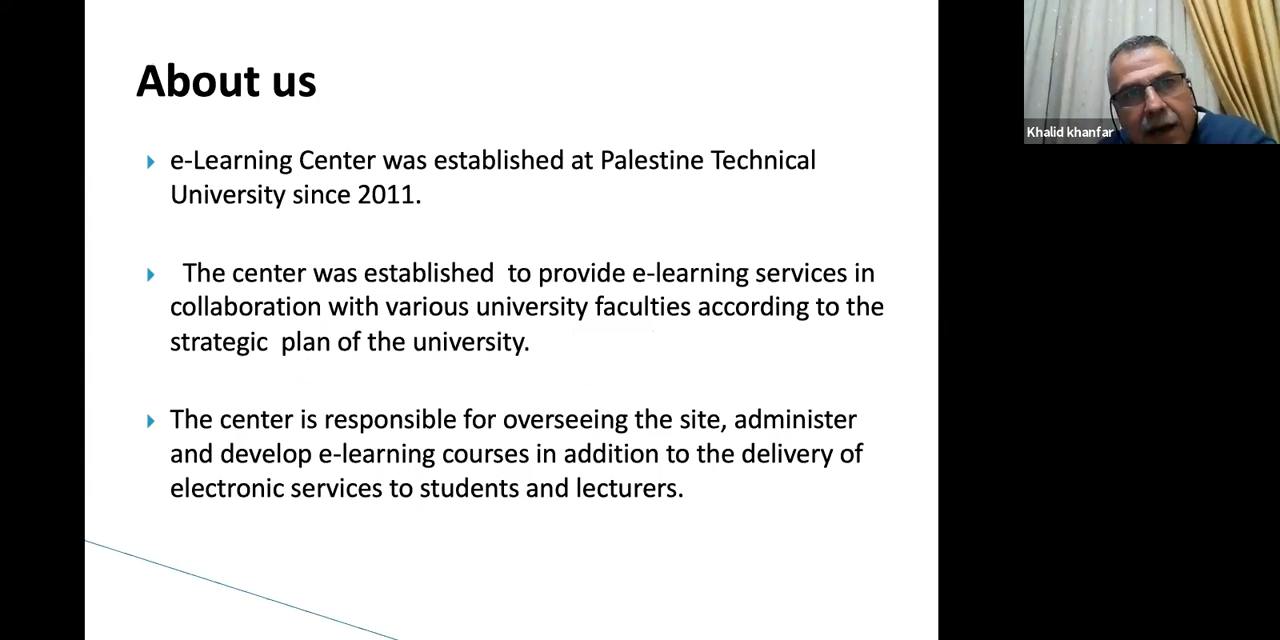 About us
e-Learning Center was established at Palestine Technical
University since 2011.
The center was established  to provide e-learning services in
collaboration with various university faculties according to the
strategic  plan of the university.
The center is responsible for overseeing the site, administer
and develop e-learning courses in addition to the delivery of
electronic services to students and lecturers.
Khalid khanfar